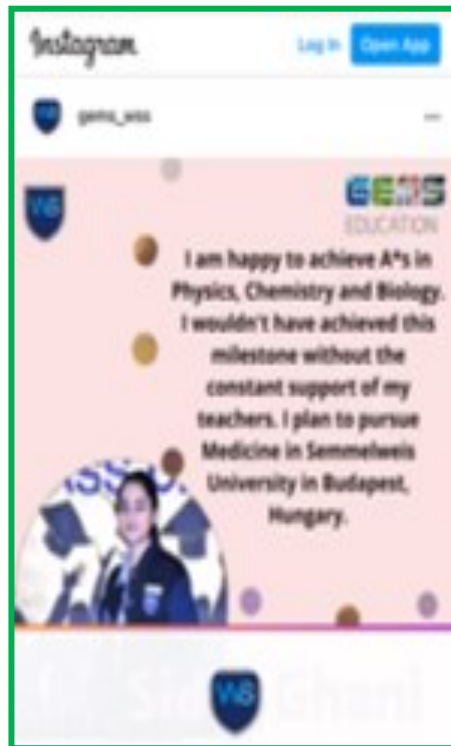 Instagram
Log In Open App
gems_wss
GEMS
EDUCATION
I am happy to achieve A*s in
Physics, Chemistry and Biology.
I wouldn't have achieved this
milestone without the
constant support of my
teachers. I plan to pursue
Medicine in Semmelweis
University in Budapest,
Hungary.
Ghani